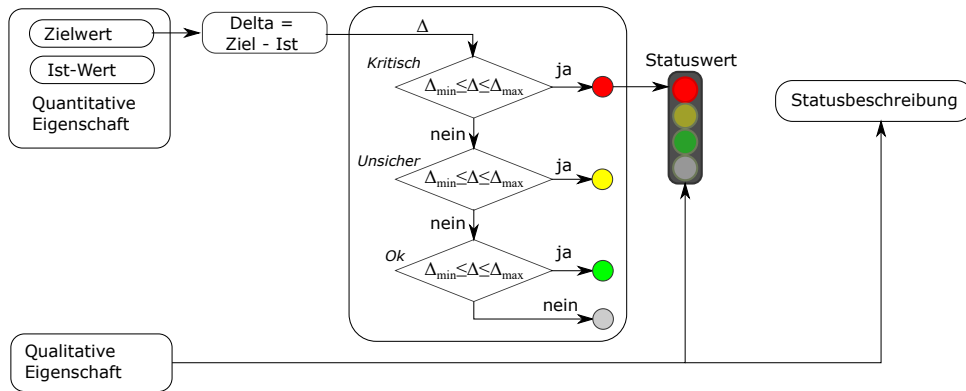 Zielwert
Ist-Wert
Quantitative
Eigenschaft
Delta =
Ziel - Ist
Δ
Kritisch
Δmin≤Δ≤Δmax
ja
nein
Unsicher
Δmin≤Δ≤Δmax
ja
nein
Ok
Δmin≤Δ≤Δmax
ja
nein
Statuswert
Statusbeschreibung
Qualitative
Eigenschaft